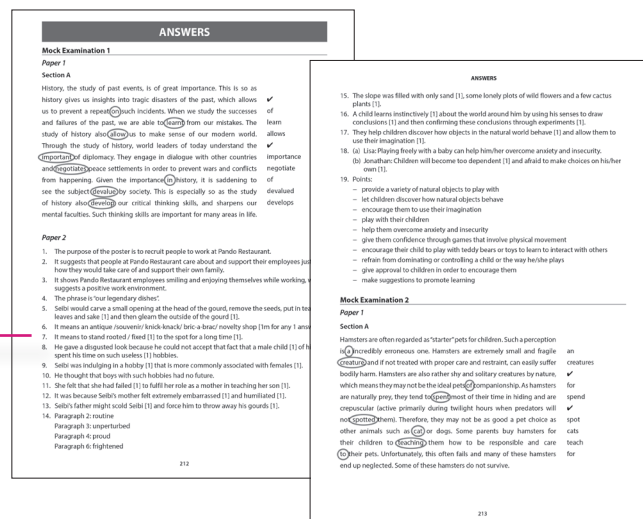 ANSWERS
Mock Examination 1
Paper 1
Section A
History, the study of past events, is of great importance. This is so as
history gives us insights into tragic disasters of the past, which allows ✔
us to prevent a repeat on such incidents. When we study the successes of
and failures of the past, we are able to learn from our mistakes. The learn
study of history also allow us to make sense of our modern world. allows
Through the study of history, world leaders of today understand the ✔
important of diplomacy. They engage in dialogue with other countries importance
and negotiates peace settlements in order to prevent wars and conflicts negotiate
from happening. Given the importance in history, it is saddening to of
see the subject devalue by society. This is especially so as the study devalued
of history also develop our critical thinking skills, and sharpens our develops
mental faculties. Such thinking skills are important for many areas in life.
Paper 2
1. The purpose of the poster is to recruit people to work at Pando Restaurant.
2. It suggests that people at Pando Restaurant care about and support their employees jus
how they would take care of and support their own family.
3. It shows Pando Restaurant employees smiling and enjoying themselves while working,
suggests a positive work environment.
4. The phrase is "our legendary dishes".
5. Seibi would carve a small opening at the head of the gourd, remove the seeds, put in tea
leaves and sake [1] and then gleam the outside of the gourd [1].
6. It means an antique /souvenir/ knick-knack/ bric-a-brac/ novelty shop [1m for any 1 answ
7. It means to stand rooted / fixed [1] to the spot for a long time [1].
8. He gave a disgusted look because he could not accept that fact that a male child [1] of hi
spent his time on such useless [1] hobbies.
9. Seibi was indulging in a hobby [1] that is more commonly associated with females [1].
10. He thought that boys with such hobbies had no future.
11. She felt that she had failed [1] to fulfil her role as a mother in teaching her son [1].
12. It was because Seibi's mother felt extremely embarrassed [1] and humiliated [1].
13. Seibi's father might scold Seibi [1] and force him to throw away his gourds [1].
14. Paragraph 2: routine
Paragraph 3: unperturbed
Paragraph 4: proud
Paragraph 6: frightened
212
ANSWERS
15. The slope was filled with only sand [1], some lonely plots of wild flowers and a few cactus
plants [1].
16. A child learns instinctively [1] about the world around him by using his senses to draw
conclusions [1] and then confirming these conclusions through experiments [1].
17. They help children discover how objects in the natural world behave [1] and allow them to
use their imagination [1].
18. (a) Lisa: Playing freely with a baby can help him/her overcome anxiety and insecurity.
(b) Jonathan: Children will become too dependent [1] and afraid to make choices on his/her
own [1].
19. Points:
– provide a variety of natural objects to play with
– let children discover how natural objects behave
– encourage them to use their imagination
– play with their children
– help them overcome anxiety and insecurity
– give them confidence through games that involve physical movement
– encourage their child to play with teddy bears or toys to learn to interact with others
– refrain from dominating or controlling a child or the way he/she plays
– give approval to children in order to encourage them
– make suggestions to promote learning
Mock Examination 2
Paper 1
Section A
Hamsters are often regarded as "starter" pets for children. Such a perception
is a incredibly erroneous one. Hamsters are extremely small and fragile an
creature and if not treated with proper care and restraint, can easily suffer creatures
bodily harm. Hamsters are also rather shy and solitary creatures by nature, ✔
which means they may not be the ideal pets of companionship. As hamsters for
are naturally prey, they tend to spent most of their time in hiding and are spend
crepuscular (active primarily during twilight hours when predators will ✔
not spotted them). Therefore, they may not be as good a pet choice as spot
other animals such as cat or dogs. Some parents buy hamsters for cats
their children to teaching them how to be responsible and care teach
to their pets. Unfortunately, this often fails and many of these hamsters for
end up neglected. Some of these hamsters do not survive.
213